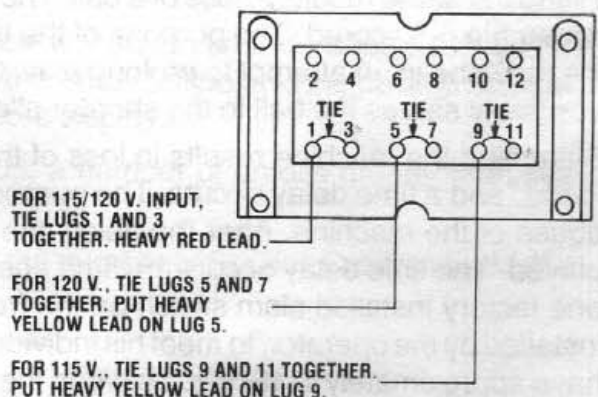 2 4 6 8 10 12
TIE TIE TIE
1 3 5 7 9 11
FOR 115/120 V. INPUT,
TIE LUGS 1 AND 3
TOGETHER. HEAVY RED LEAD.
FOR 120 V., TIE LUGS 5 AND 7
TOGETHER. PUT HEAVY
YELLOW LEAD ON LUG 5.
FOR 115 V., TIE LUGS 9 AND 11 TOGETHER.
PUT HEAVY YELLOW LEAD ON LUG 9.